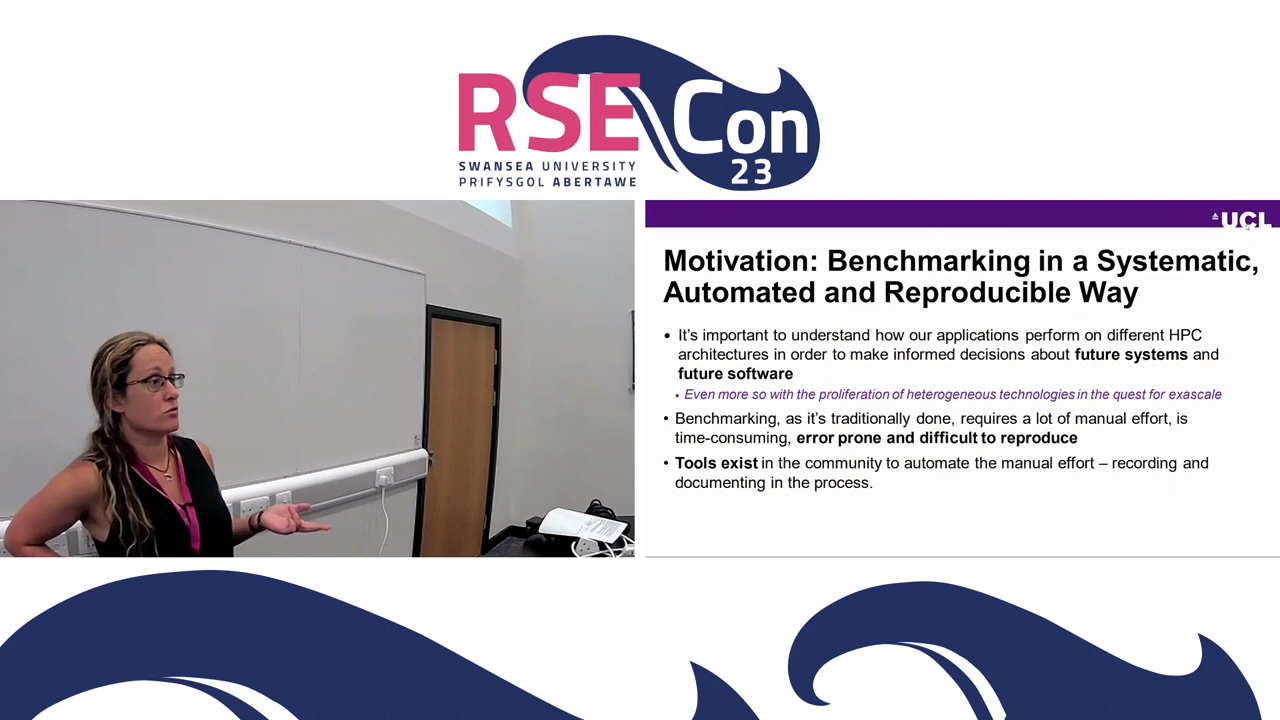 RSE Con
23
SWANSEA UNIVERSITY
PRIFYSGOL ABERTAWE
UCL
Motivation: Benchmarking in a Systematic,
Automated and Reproducible Way
• It's important to understand how our applications perform on different HPC
architectures in order to make informed decisions about future systems and
future software
• Even more so with the proliferation of heterogeneous technologies in the quest for exascale
• Benchmarking, as it's traditionally done, requires a lot of manual effort, is
time-consuming, error prone and difficult to reproduce
• Tools exist in the community to automate the manual effort – recording and
documenting in the process.